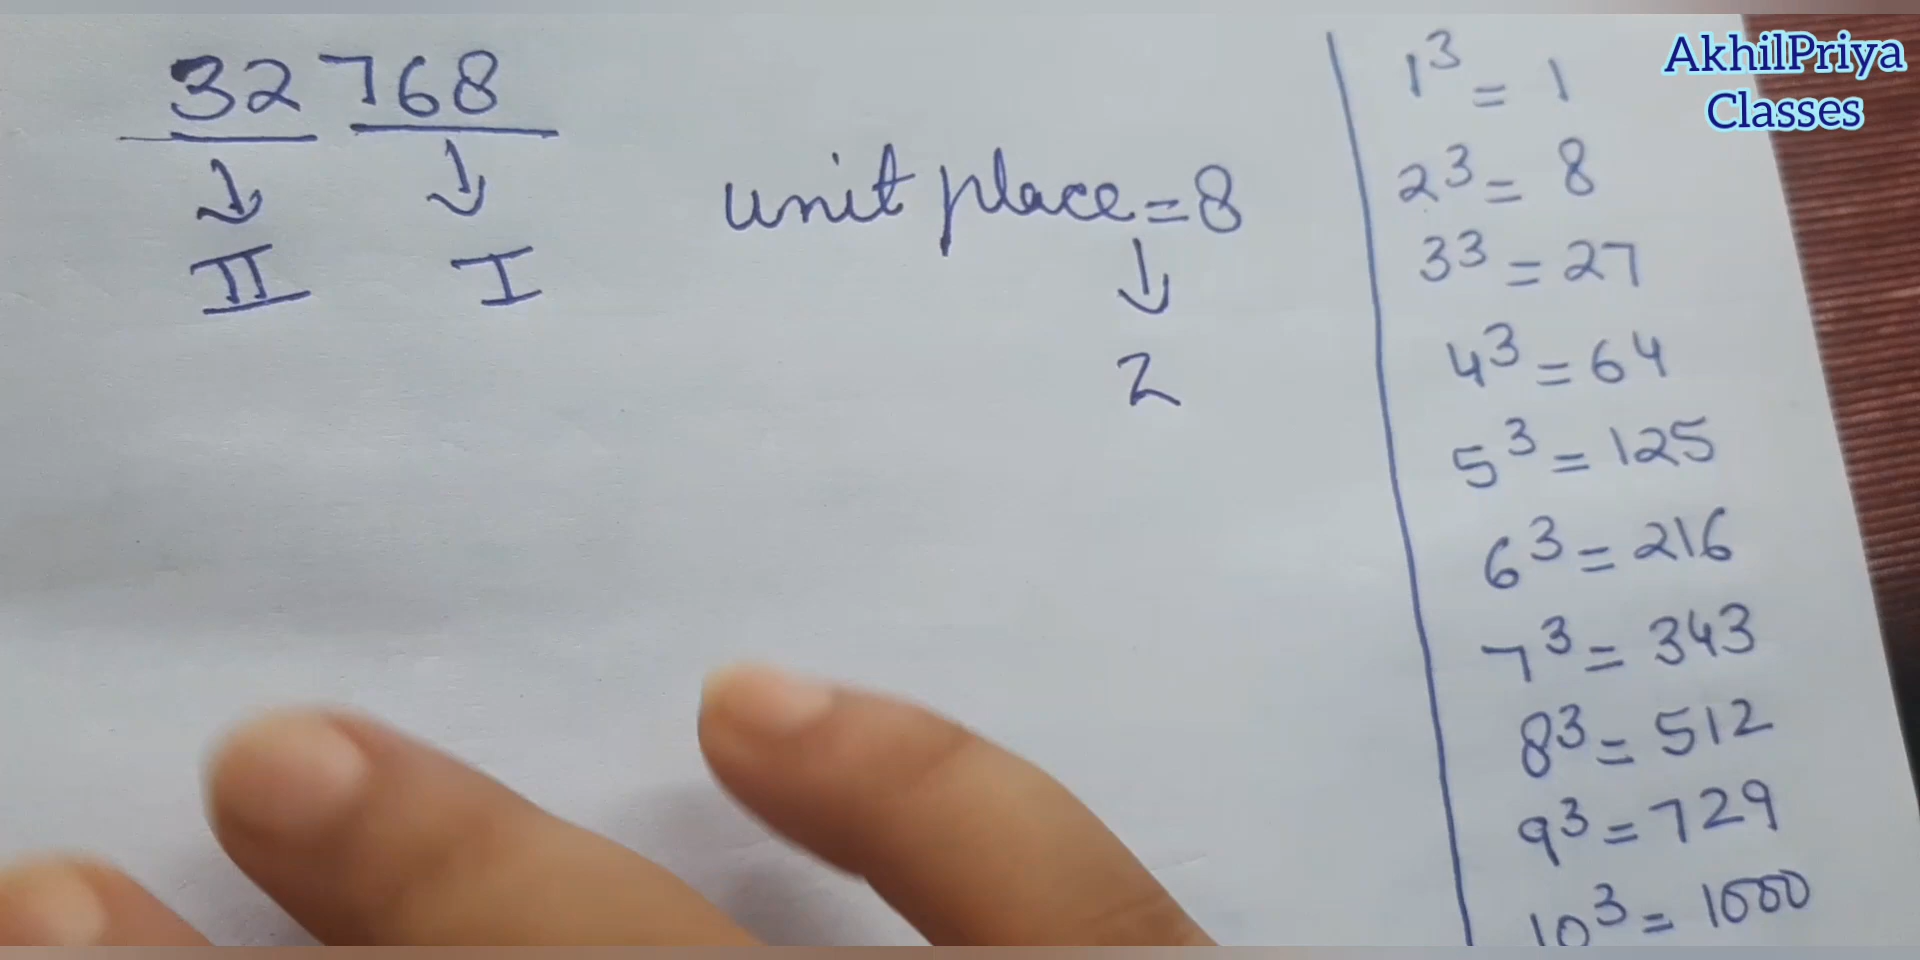 32768
II I
unit place = 8
2
1³ = 1
2³ = 8
3³ = 27
4³ = 64
5³ = 125
6³ = 216
7³ = 343
8³ = 512
9³ = 729
10³ = 1000
AkhilPriya
Classes